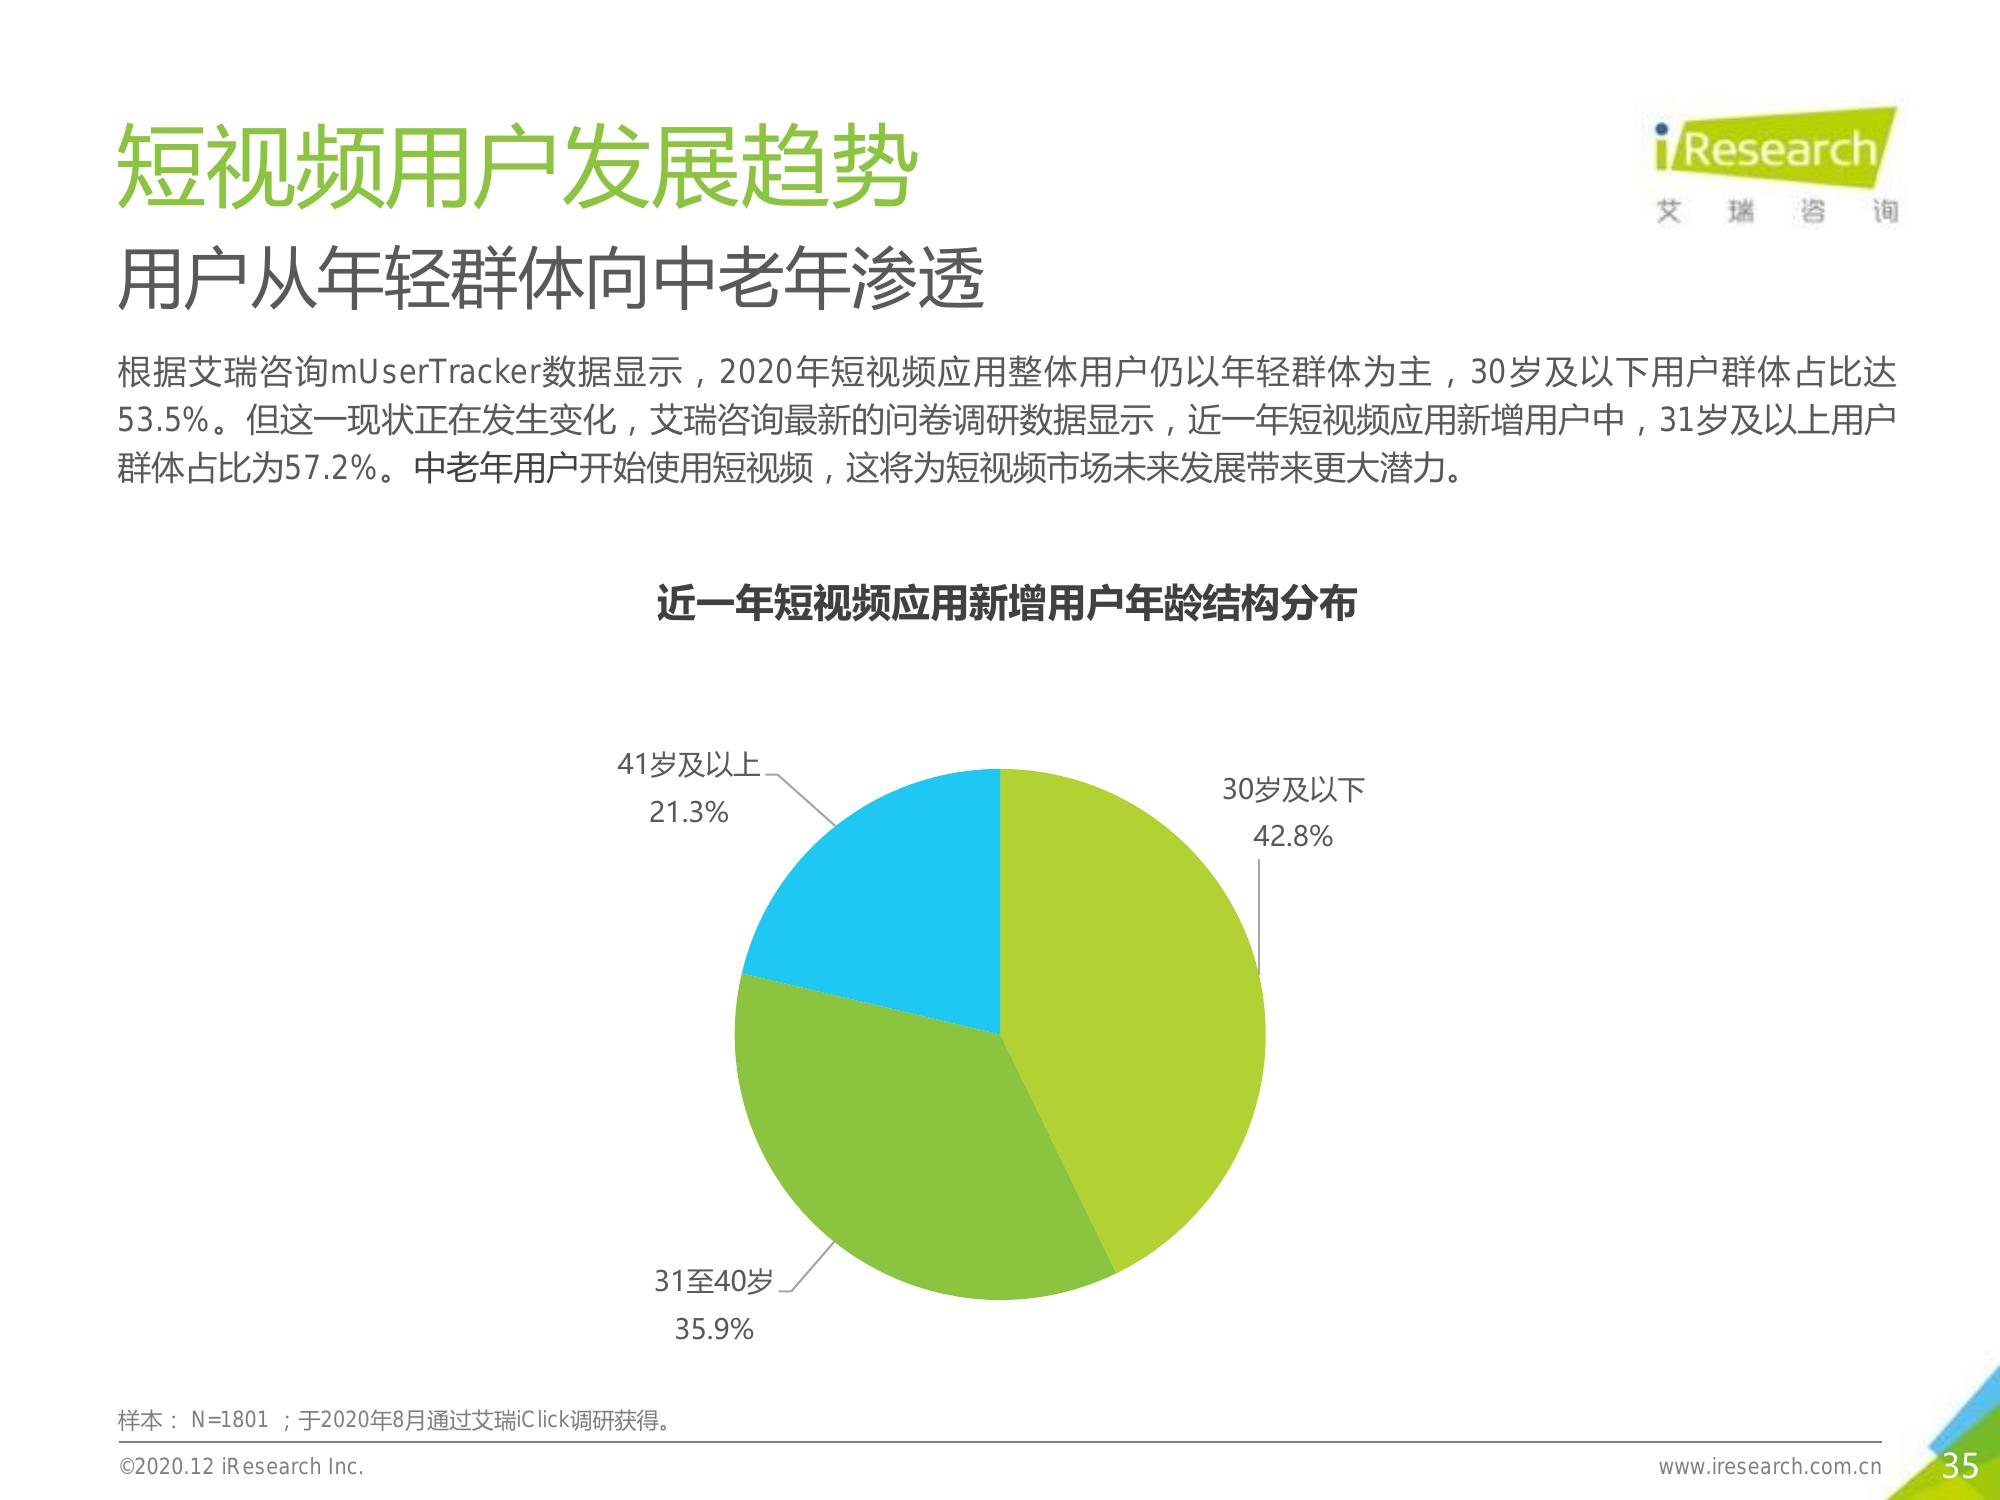 短视频用户发展趋势
iResearch
艾瑞咨询
用户从年轻群体向中老年渗透
根据艾瑞咨询mUserTracker数据显示，2020年短视频应用整体用户仍以年轻群体为主，30岁及以下用户群体占比达
53.5%。但这一现状正在发生变化，艾瑞咨询最新的问卷调研数据显示，近一年短视频应用新增用户中，31岁及以上用户
群体占比为57.2%。中老年用户开始使用短视频，这将为短视频市场未来发展带来更大潜力。
近一年短视频应用新增用户年龄结构分布
41岁及以上
21.3%
30岁及以下
42.8%
31至40岁
35.9%
样本：N=1801；于2020年8月通过艾瑞iClick调研获得。
©2020.12 iResearch Inc.
www.iresearch.com.cn
35